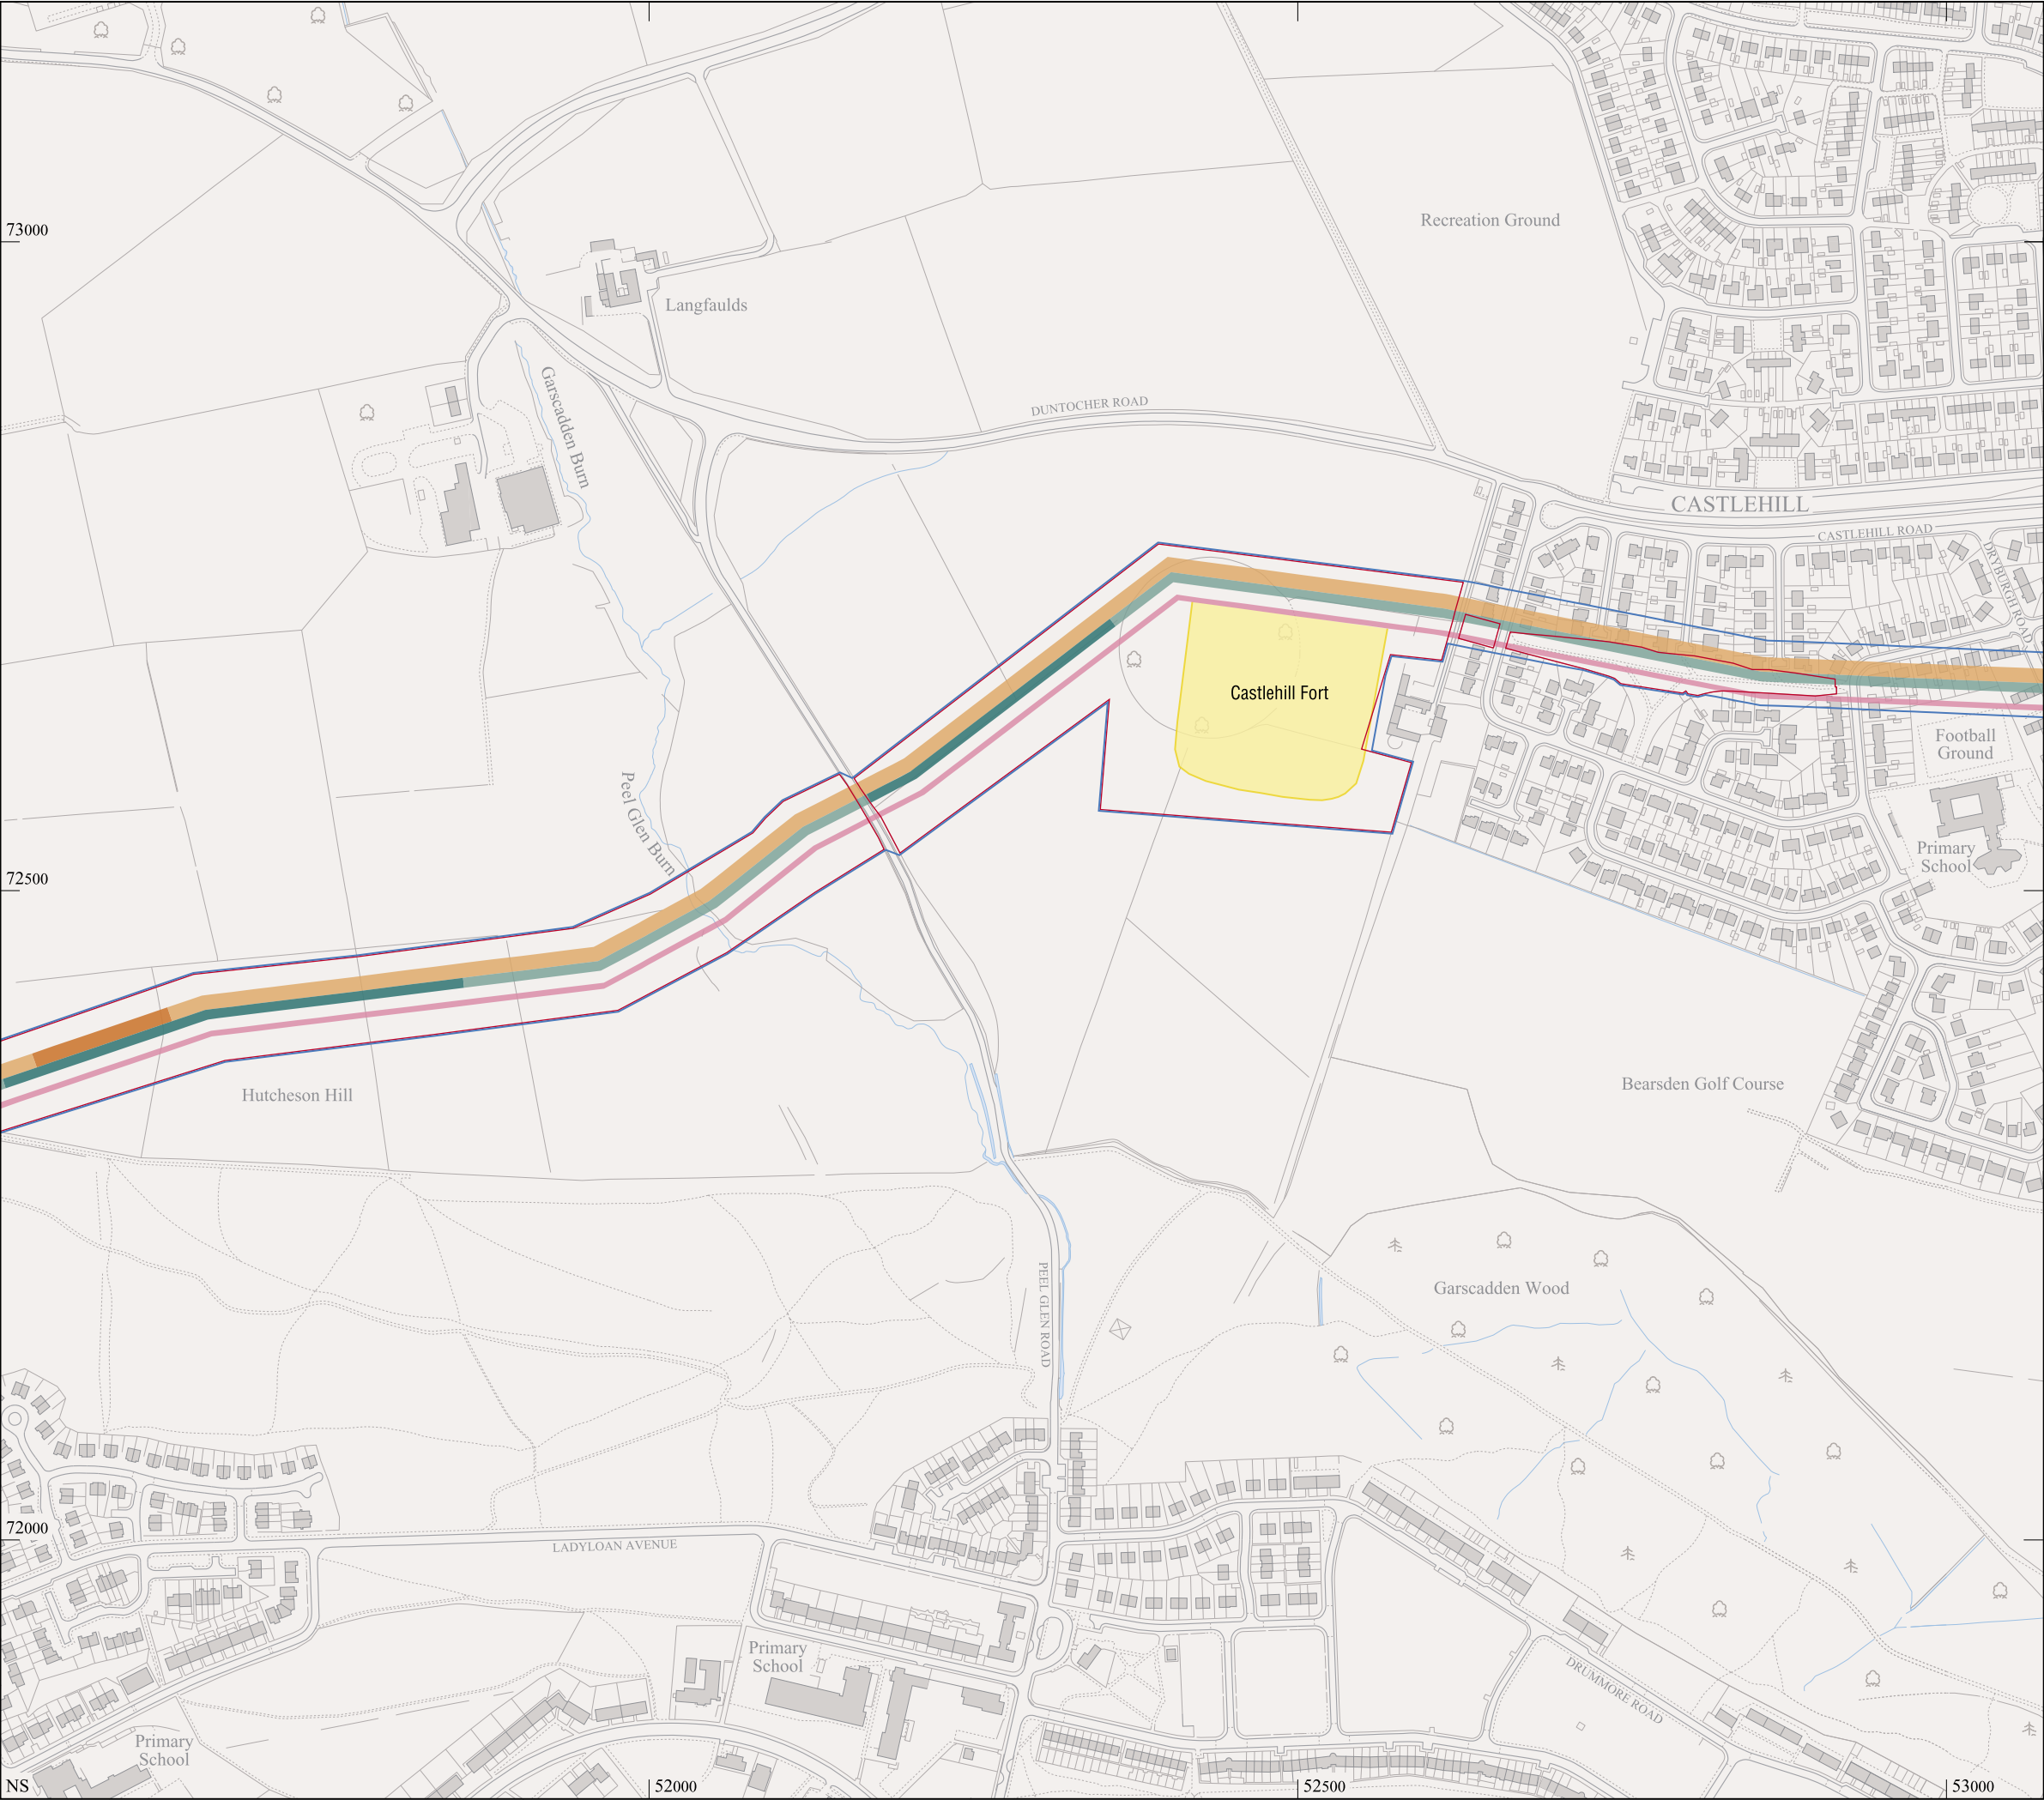 73000
Recreation Ground
Langfaulds
Garscadden Burn
DUNTOCHER ROAD
CASTLEHILL
CASTLEHILL ROAD
DRYBURGH ROAD
Castlehill Fort
Football
Ground
Peel Glen Burn
Primary
School
72500
Hutcheson Hill
Bearsden Golf Course
Garscadden Wood
PEEL GLEN ROAD
72000
LADYLOAN AVENUE
Primary
School
DRUMMORE ROAD
Primary
School
NS
52000
52500
53000